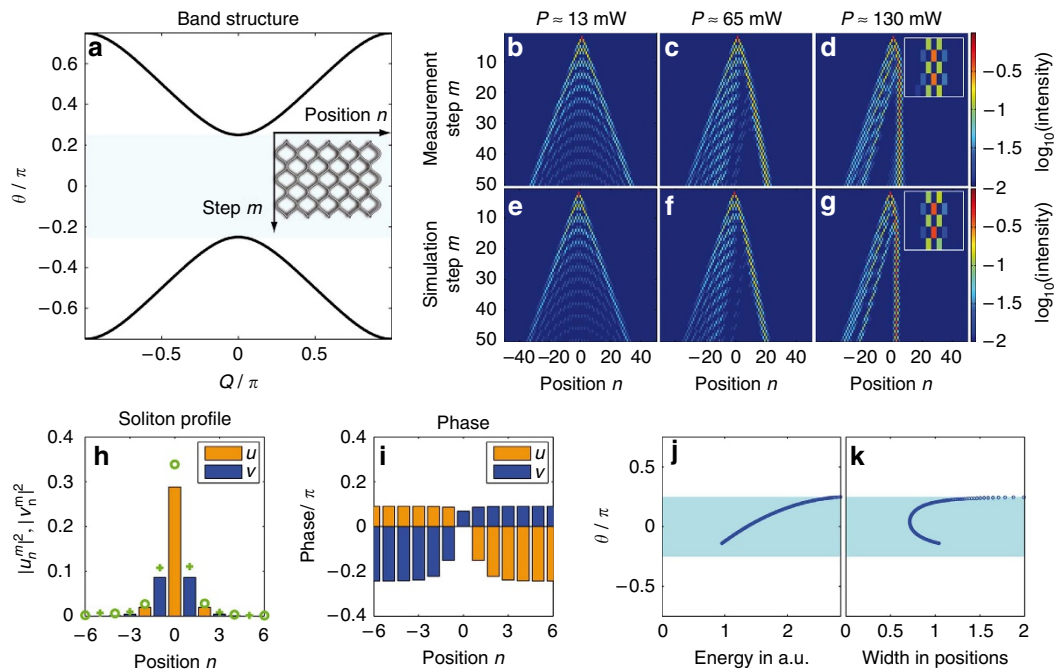 Band structure
a
θ / π
0.6
0.4
0.2
0
−0.2
−0.4
−0.6
−0.5
0
0.5
Q / π
Position n
Step m
P ≈ 13 mW
P ≈ 65 mW
P ≈ 130 mW
b
c
d
Measurement
step m
10
20
30
40
50
−0.5
−1
−1.5
−2
log10(intensity)
e
f
g
Simulation
step m
10
20
30
40
50
−0.5
−1
−1.5
−2
log10(intensity)
−40 −20 0 20 40
−20 0 20 40
−20 0 20 40
Position n
Position n
Position n
Soliton profile
h
u
v
|u_n^m|², |v_n^m|²
0.4
0.3
0.2
0.1
0
−6 −3 0 3 6
Position n
Phase
i
u
v
Phase/ π
0.4
0.2
0
−0.2
−0.4
−6 −3 0 3 6
Position n
j
θ / π
0.5
0
−0.5
0 1 2
Energy in a.u.
k
0 0.5 1 1.5 2
Width in positions